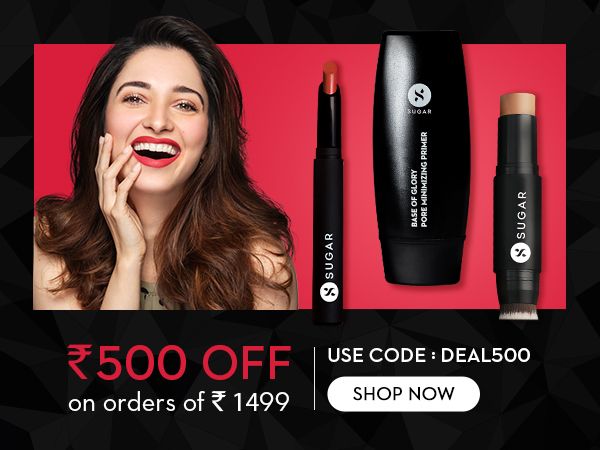 SUGAR
SUGAR
BASE OF GLORY
PORE MINIMIZING PRIMER
SUGAR
₹500 OFF
on orders of ₹ 1499
USE CODE : DEAL500
SHOP NOW